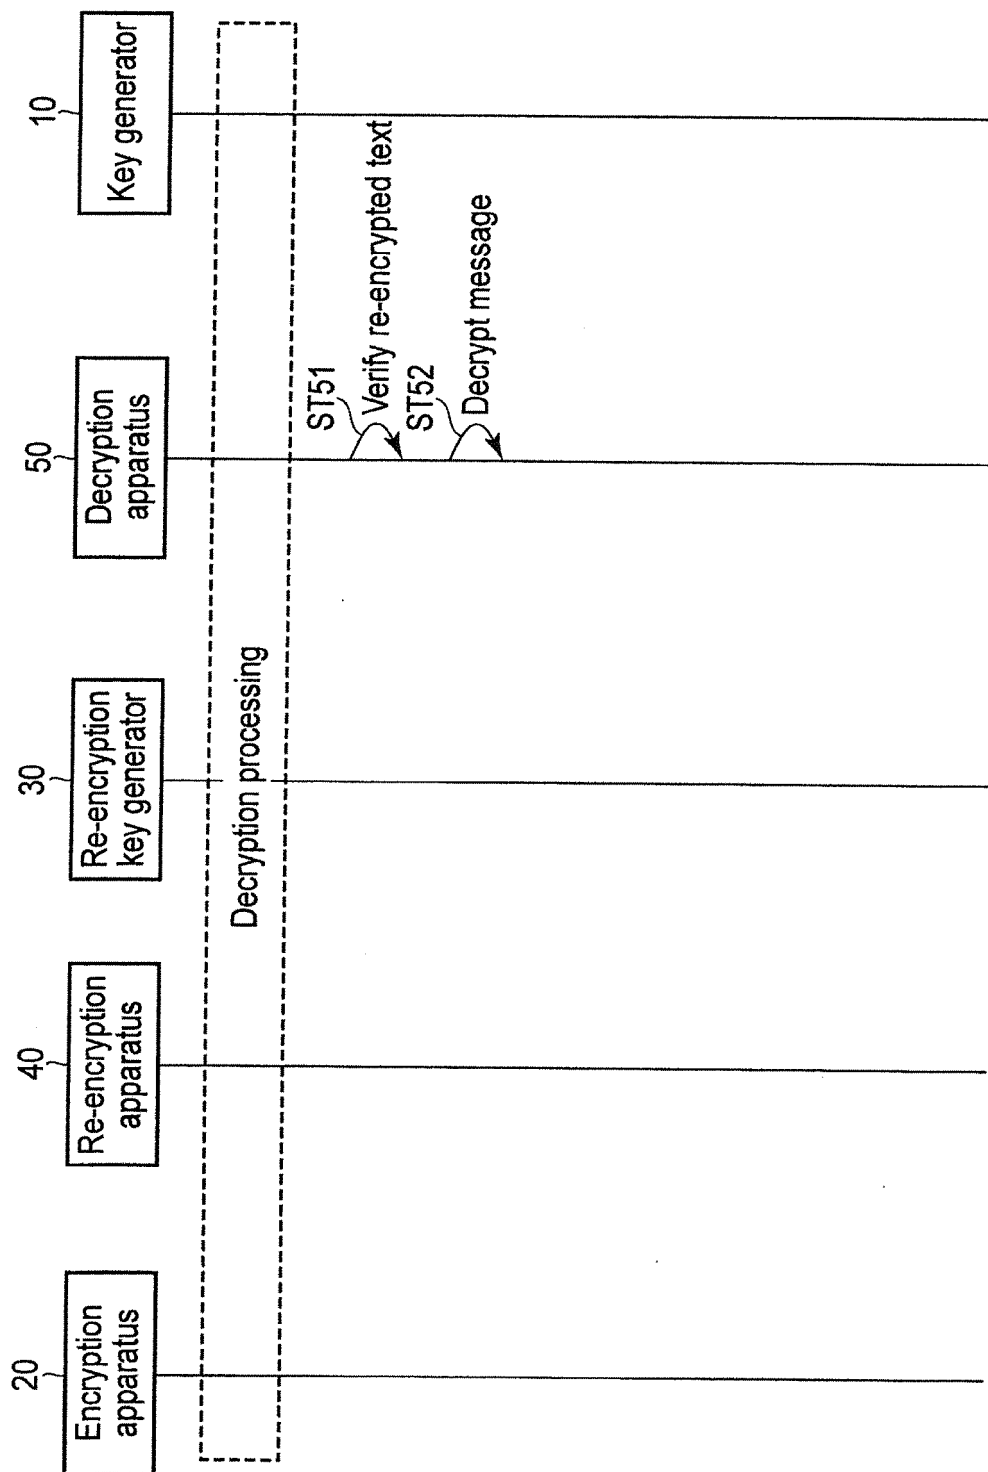 20
Encryption
apparatus
40
Re-encryption
apparatus
30
Re-encryption
key generator
50
Decryption
apparatus
10
Key generator
Decryption processing
ST51
Verify re-encrypted text
ST52
Decrypt message